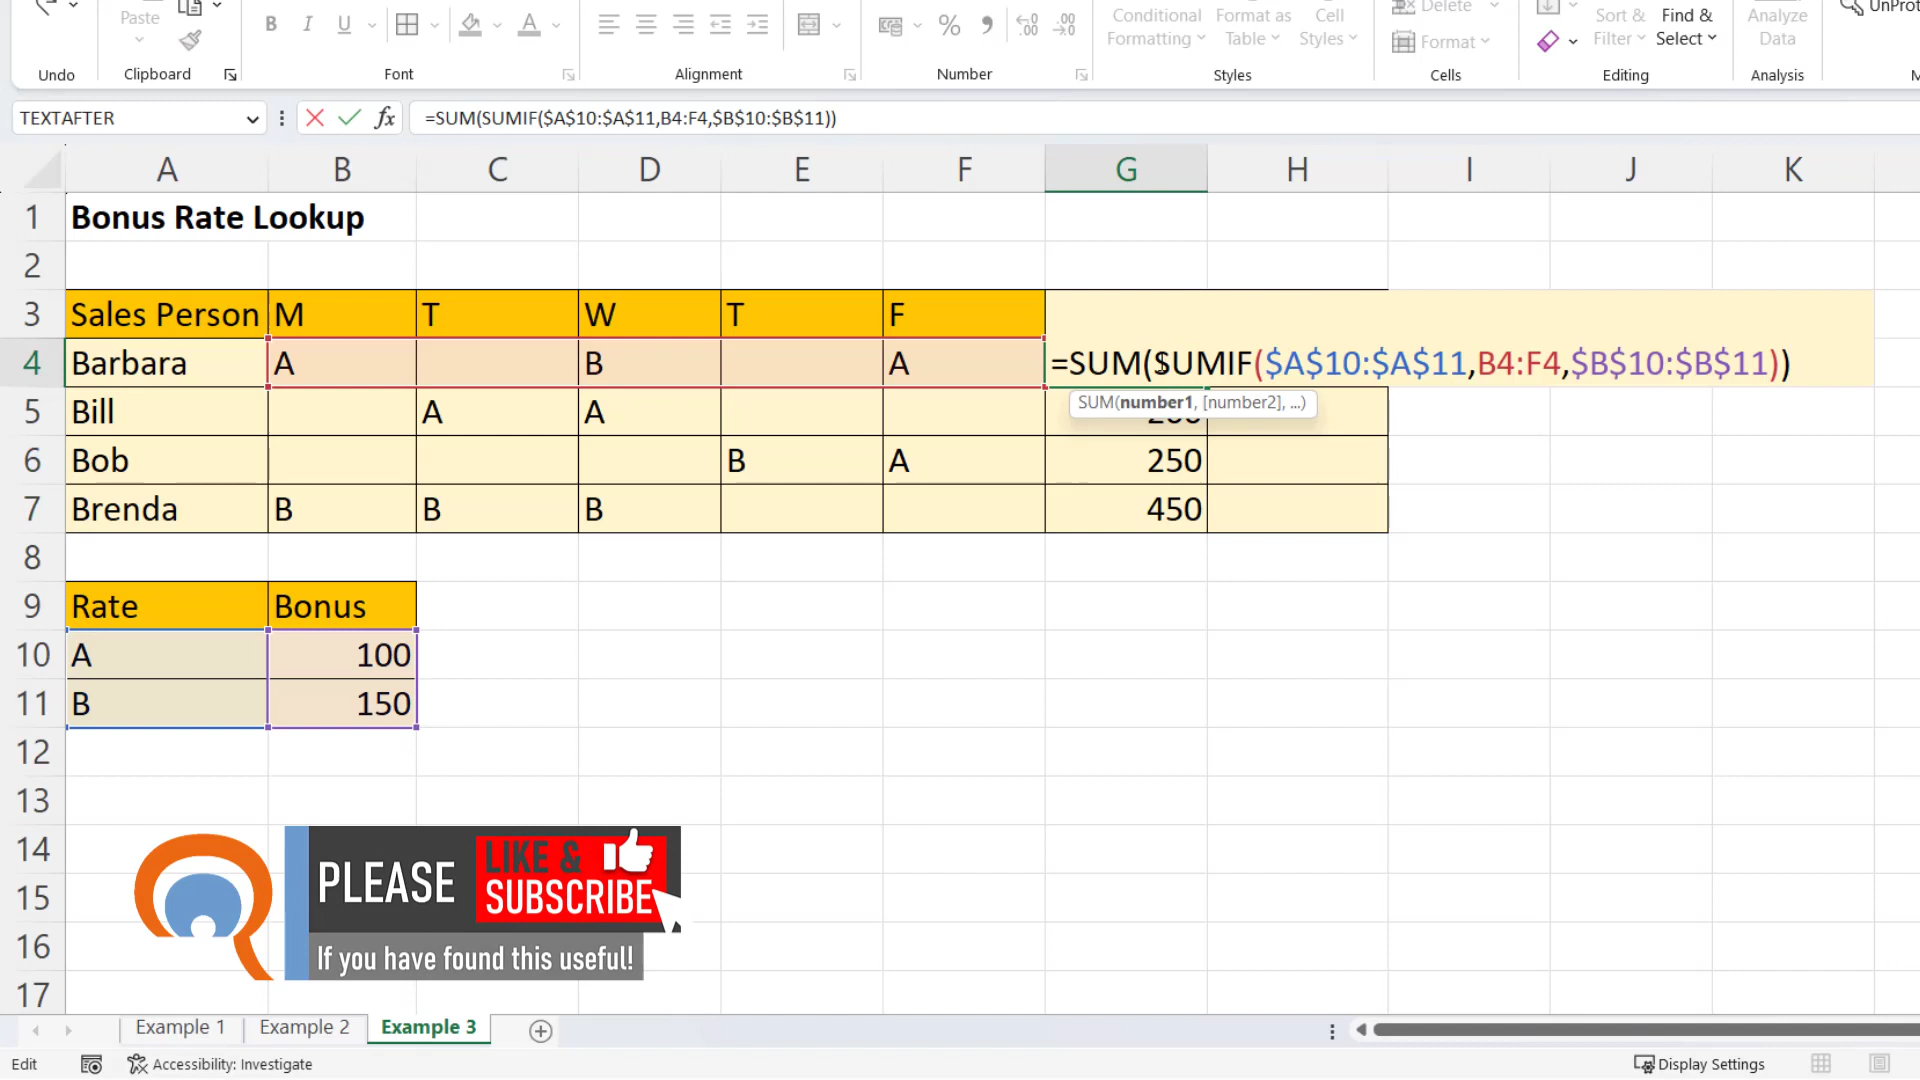 Paste
Conditional Formatting
Format as Table
Cell Styles
Delete
Format
Sort & Filter
Find & Select
Analyze Data
B I U
Undo
Clipboard
Font
Alignment
Number
Styles
Cells
Editing
Analysis
TEXTAFTER
fx
=SUM(SUMIF($A$10:$A$11,B4:F4,$B$10:$B$11))
A B C D E F G H I J K
1 Bonus Rate Lookup
2
3 Sales Person M T W T F
4 Barbara A B A =SUM(SUMIF($A$10:$A$11,B4:F4,$B$10:$B$11))
SUM(number1, [number2], ...)
5 Bill A A
6 Bob B A 250
7 Brenda B B B 450
8
9 Rate Bonus
10 A 100
11 B 150
12
13
14
15
16
17
PLEASE LIKE & SUBSCRIBE
If you have found this useful!
Example 1 Example 2 Example 3
Edit
Accessibility: Investigate
Display Settings